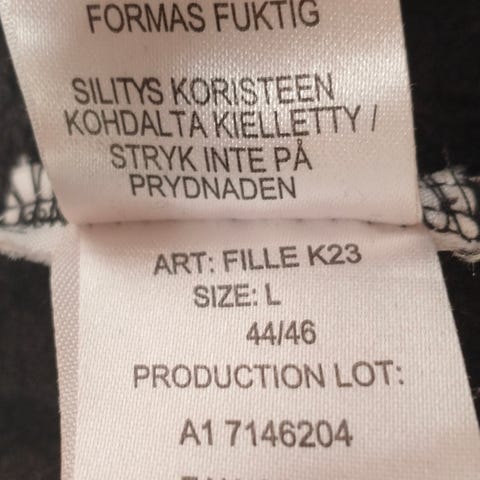 FORMAS FUKTIG
SILITYS KORISTEEN
KOHDALTA KIELLETTY /
STRYK INTE PÅ
PRYDNADEN
ART: FILLE K23
SIZE: L
44/46
PRODUCTION LOT:
A1 7146204